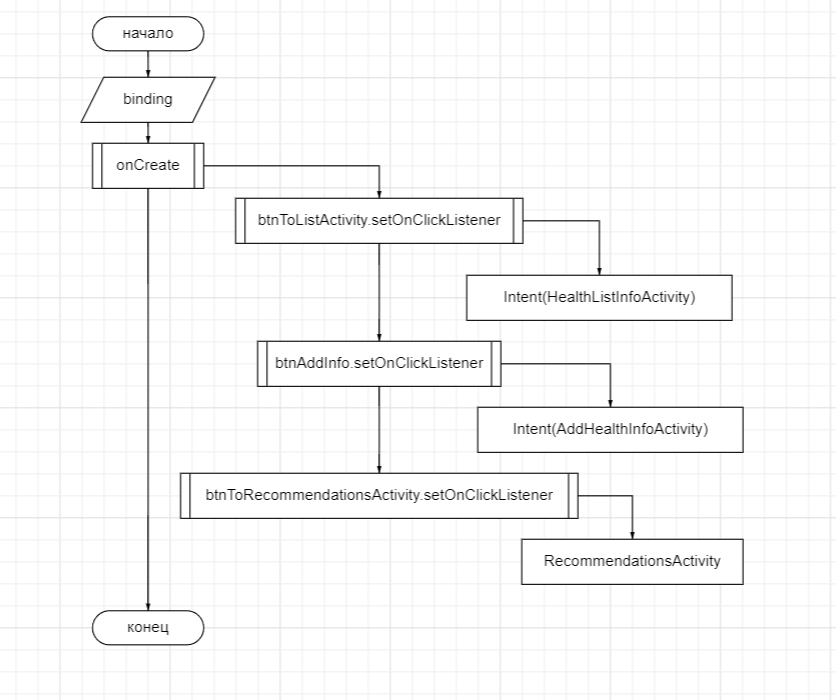 начало
binding
onCreate
btnToListActivity.setOnClickListener
Intent(HealthListInfoActivity)
btnAddInfo.setOnClickListener
Intent(AddHealthInfoActivity)
btnToRecommendationsActivity.setOnClickListener
RecommendationsActivity
конец